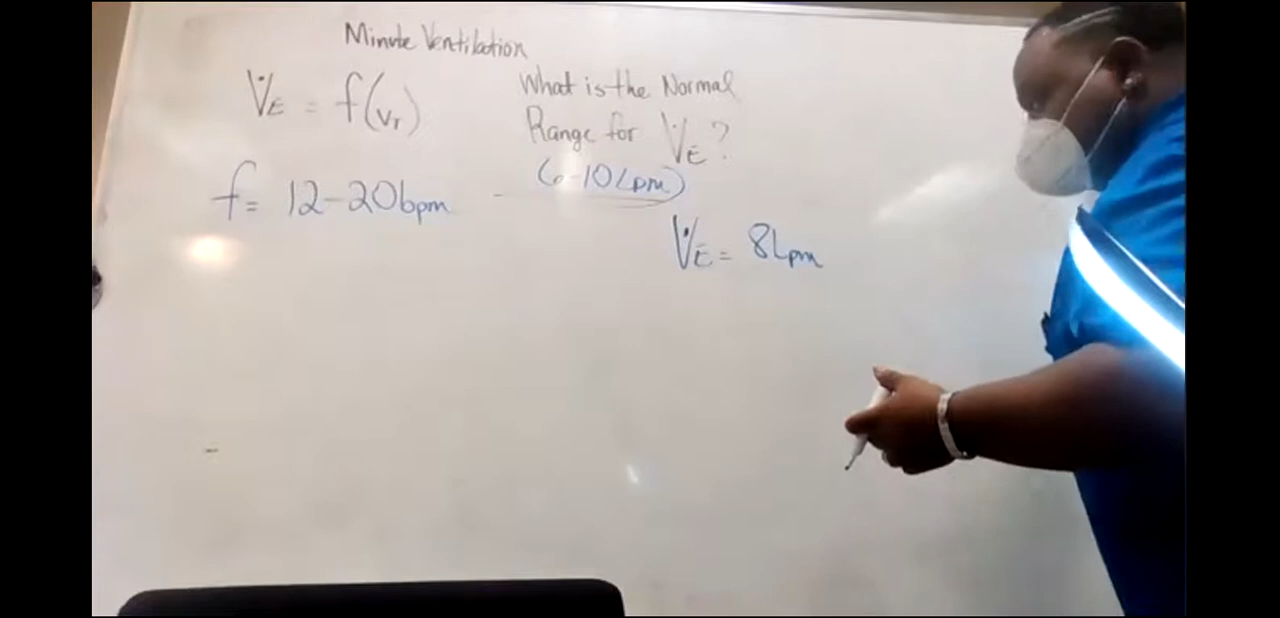 Minute Ventilation
V̇E = f(VT)
What is the Normal
Range for V̇E?
(6-10Lpm)
f= 12-20bpm
V̇E = 8Lpm